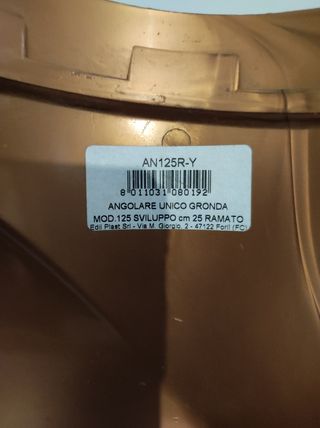 AN125R-Y
8 011031 080192
ANGOLARE UNICO GRONDA
MOD.125 SVILUPPO cm 25 RAMATO
Edil Plast Srl - Via M. Giorgio, 2 - 47122 Forlì (FC)